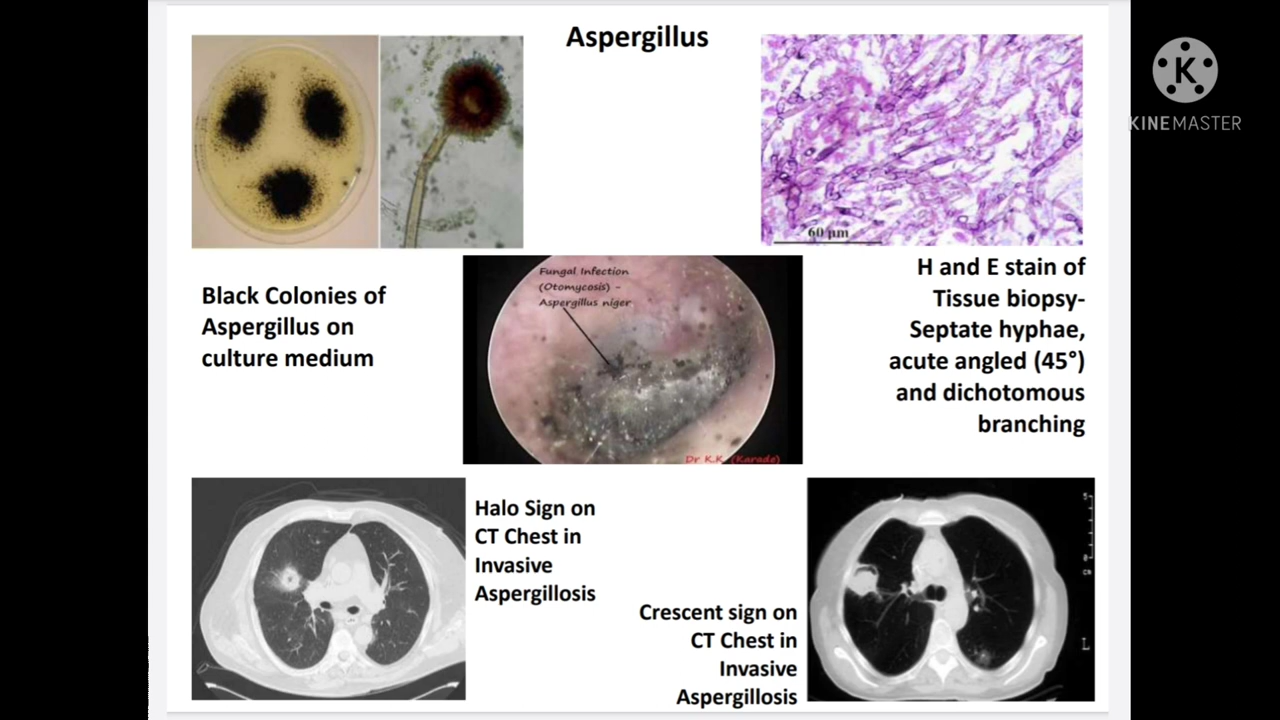 Aspergillus
KINEMASTER
60 µm
Black Colonies of
Aspergillus on
culture medium
Fungal Infection
(Otomycosis) -
Aspergillus niger
Dr K.K. (Karade)
H and E stain of
Tissue biopsy-
Septate hyphae,
acute angled (45°)
and dichotomous
branching
Halo Sign on
CT Chest in
Invasive
Aspergillosis
Crescent sign on
CT Chest in
Invasive
Aspergillosis
L